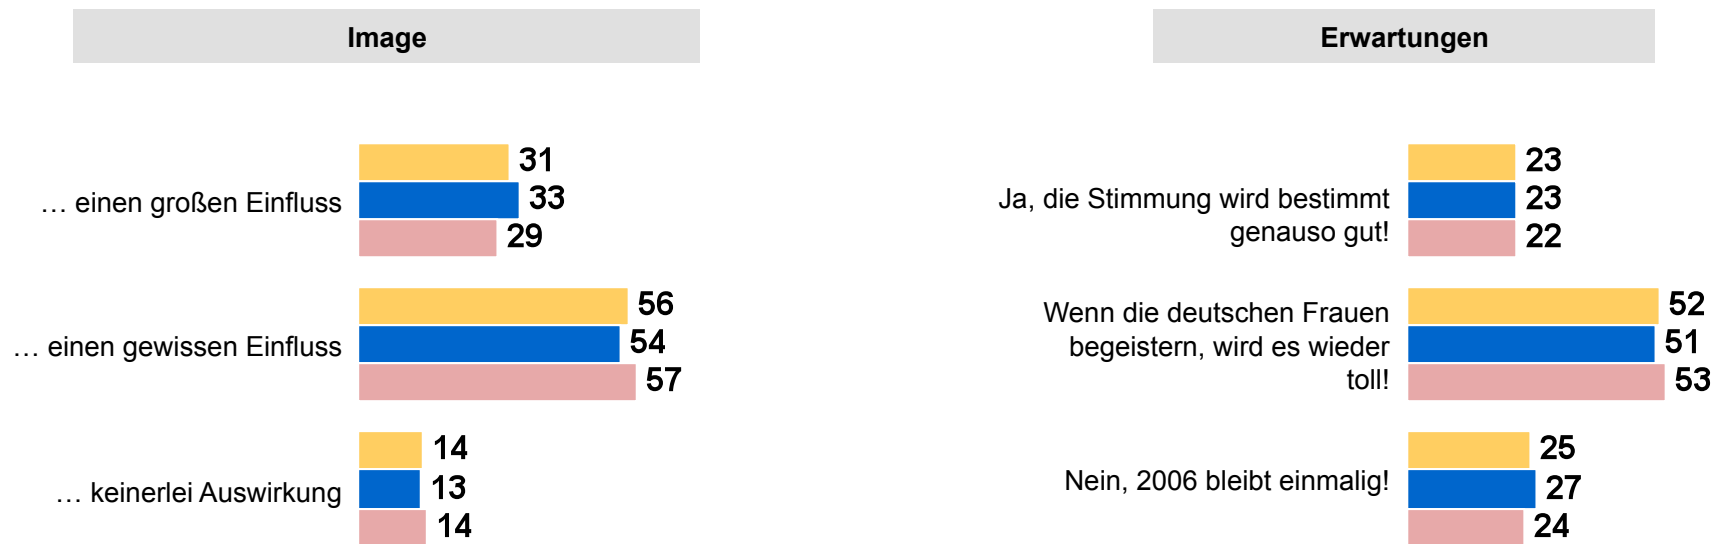 Image
… einen großen Einfluss
31
33
29
… einen gewissen Einfluss
56
54
57
… keinerlei Auswirkung
14
13
14
Erwartungen
Ja, die Stimmung wird bestimmt
genauso gut!
23
23
22
Wenn die deutschen Frauen
begeistern, wird es wieder
toll!
52
51
53
Nein, 2006 bleibt einmalig!
25
27
24